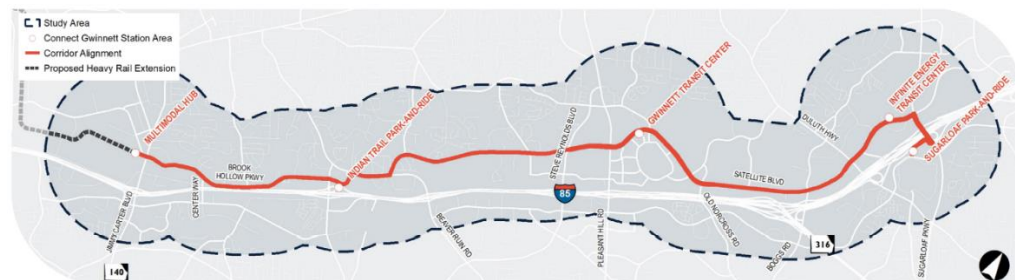 Study Area
Connect Gwinnett Station Area
Corridor Alignment
Proposed Heavy Rail Extension
MULTIMODAL HUB
INDIAN TRAIL PARK-AND-RIDE
GWINNETT TRANSIT CENTER
INFINITE ENERGY
TRANSIT CENTER
SUGARLOAF PARK-AND-RIDE
BROOK
HOLLOW PKWY
STEVE REYNOLDS BLVD
DULUTH HWY
SATELLITE BLVD
JIMMY CARTER BLVD
CENTER WAY
BEAVER RUIN RD
85
PLEASANT HILL RD
OLD NORCROSS RD
BOGGS RD
SUGARLOAF PKWY
140
316